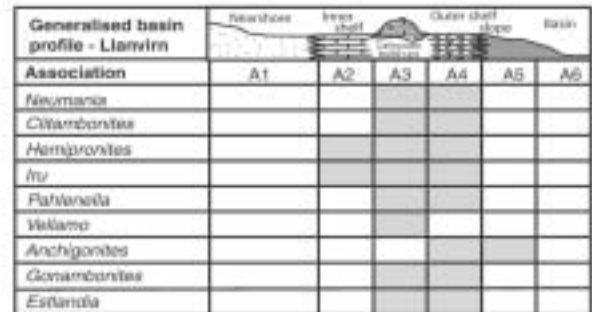 Generalised basin
profile - Llanvirn
Nearshore Inner shelf Outer shelf slope Basin
Association A1 A2 A3 A4 A5 A6
Neumania
Clitambonites
Hemipronites
Iru
Pahlenella
Vellamo
Anchigonites
Gonambonites
Estlandia